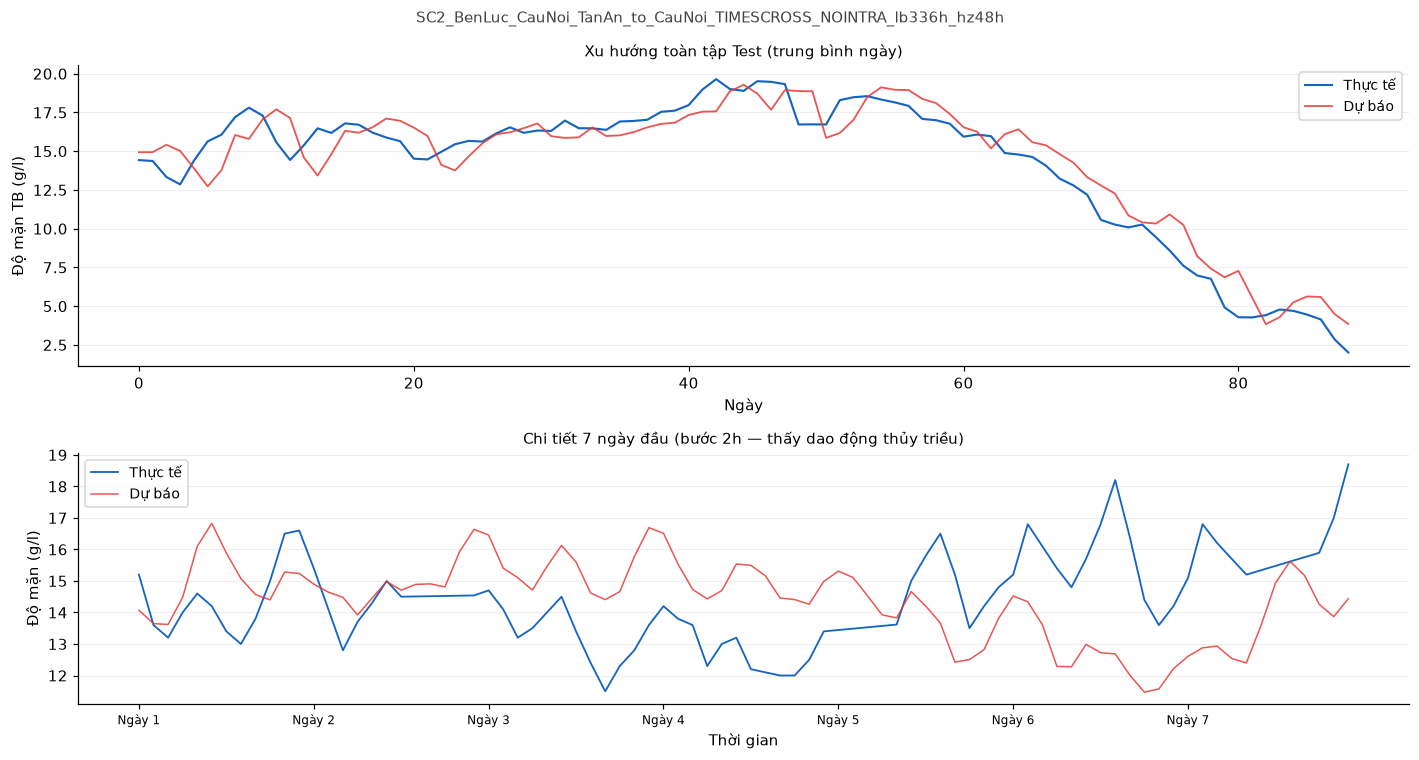 SC2_BenLuc_CauNoi_TanAn_to_CauNoi_TIMESCROSS_NOINTRA_lb336h_hz48h
Xu hướng toàn tập Test (trung bình ngày)
Độ mặn TB (g/l)
20.0
17.5
15.0
12.5
10.0
7.5
5.0
2.5
Thực tế
Dự báo
0
20
40
60
80
Ngày
Chi tiết 7 ngày đầu (bước 2h — thấy dao động thủy triều)
Độ mặn (g/l)
19
18
17
16
15
14
13
12
Thực tế
Dự báo
Ngày 1
Ngày 2
Ngày 3
Ngày 4
Ngày 5
Ngày 6
Ngày 7
Thời gian